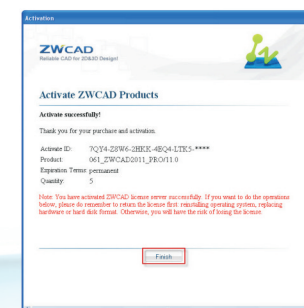 Activation
ZWCAD
Reliable CAD for 2D&3D Design!
Activate ZWCAD Products
Activate successfully!
Thank you for your purchase and activation.
Activate ID: 7QY4-Z8W6-2HKK-4EQ4-LTK5-****
Product: 061_ZWCAD2011_PRO/11.0
Expiration Terms: permanent
Quantity: 5
Note: You have activated ZWCAD license server successfully. If you want to do the operations
below, please do remember to return the license first: reinstalling operating system, replacing
hardware or hard disk format. Otherwise, you will have the risk of losing the license.
Finish